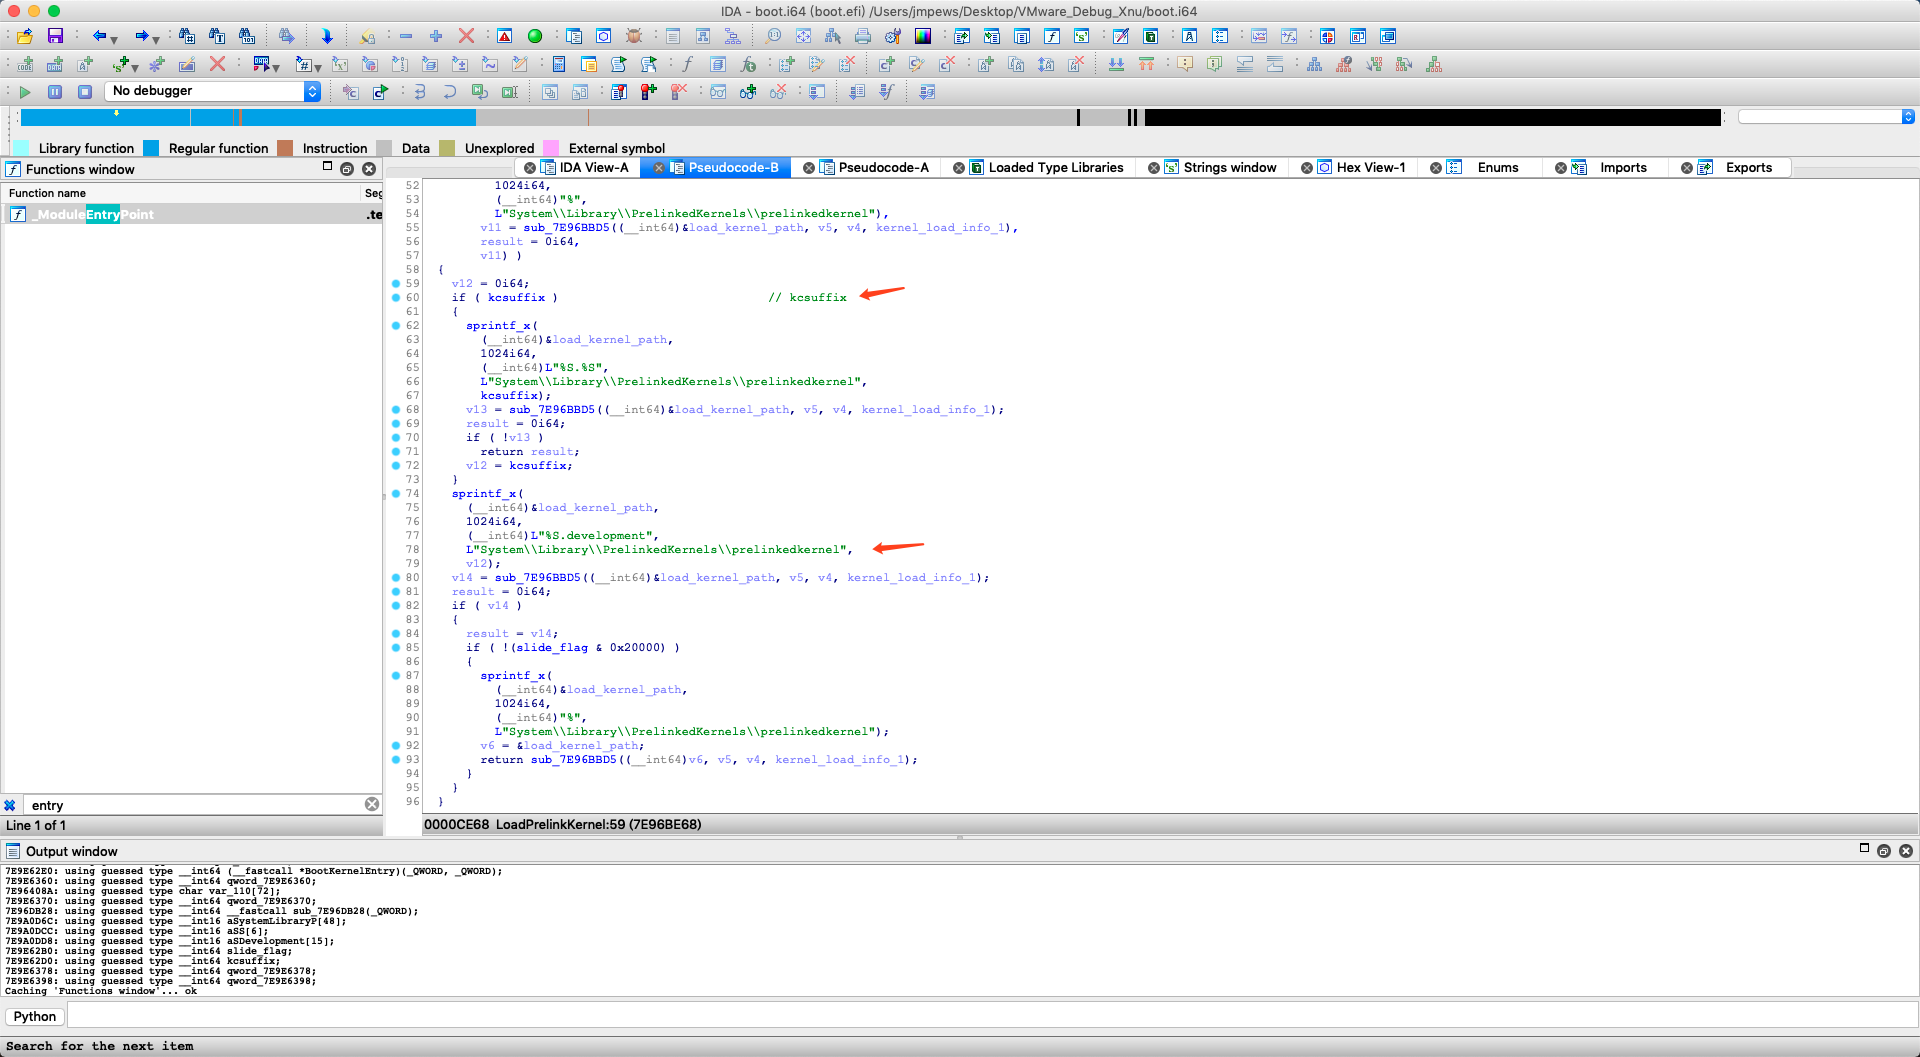 IDA - boot.i64 (boot.efi) /Users/jmpews/Desktop/VMware_Debug_Xnu/boot.i64
No debugger
Library function Regular function Instruction Data Unexplored External symbol
Functions window
Function name Seg
_ModuleEntryPoint .te
entry
Line 1 of 1
IDA View-A Pseudocode-B Pseudocode-A Loaded Type Libraries Strings window Hex View-1 Enums Imports Exports
52 1024i64,
53 (__int64)"%",
54 L"System\\Library\\PrelinkedKernels\\prelinkedkernel"),
55 v11 = sub_7E96BBD5((__int64)&load_kernel_path, v5, v4, kernel_load_info_1),
56 result = 0i64,
57 v11) )
58 {
59 v12 = 0i64;
60 if ( kcsuffix ) // kcsuffix
61 {
62 sprintf_x(
63 (__int64)&load_kernel_path,
64 1024i64,
65 (__int64)L"%S.%S",
66 L"System\\Library\\PrelinkedKernels\\prelinkedkernel",
67 kcsuffix);
68 v13 = sub_7E96BBD5((__int64)&load_kernel_path, v5, v4, kernel_load_info_1);
69 result = 0i64;
70 if ( !v13 )
71 return result;
72 v12 = kcsuffix;
73 }
74 sprintf_x(
75 (__int64)&load_kernel_path,
76 1024i64,
77 (__int64)L"%S.development",
78 L"System\\Library\\PrelinkedKernels\\prelinkedkernel",
79 v12);
80 v14 = sub_7E96BBD5((__int64)&load_kernel_path, v5, v4, kernel_load_info_1);
81 result = 0i64;
82 if ( v14 )
83 {
84 result = v14;
85 if ( !(slide_flag & 0x20000) )
86 {
87 sprintf_x(
88 (__int64)&load_kernel_path,
89 1024i64,
90 (__int64)"%",
91 L"System\\Library\\PrelinkedKernels\\prelinkedkernel");
92 v6 = &load_kernel_path;
93 return sub_7E96BBD5((__int64)v6, v5, v4, kernel_load_info_1);
94 }
95 }
96 }
0000CE68 LoadPrelinkKernel:59 (7E96BE68)
Output window
7E9E62E0: using guessed type __int64 (__fastcall *BootKernelEntry)(_QWORD, _QWORD);
7E9E6360: using guessed type __int64 qword_7E9E6360;
7E96408A: using guessed type char var_110[72];
7E9E6370: using guessed type __int64 qword_7E9E6370;
7E96DB28: using guessed type __int64 __fastcall sub_7E96DB28(_QWORD);
7E9A0D6C: using guessed type __int16 aSystemLibraryP[48];
7E9A0DCC: using guessed type __int16 aSS[6];
7E9A0DD8: using guessed type __int16 aSDevelopment[15];
7E9E62B0: using guessed type __int64 slide_flag;
7E9E62D0: using guessed type __int64 kcsuffix;
7E9E6378: using guessed type __int64 qword_7E9E6378;
7E9E6398: using guessed type __int64 qword_7E9E6398;
Caching 'Functions window'... ok
Python
Search for the next item